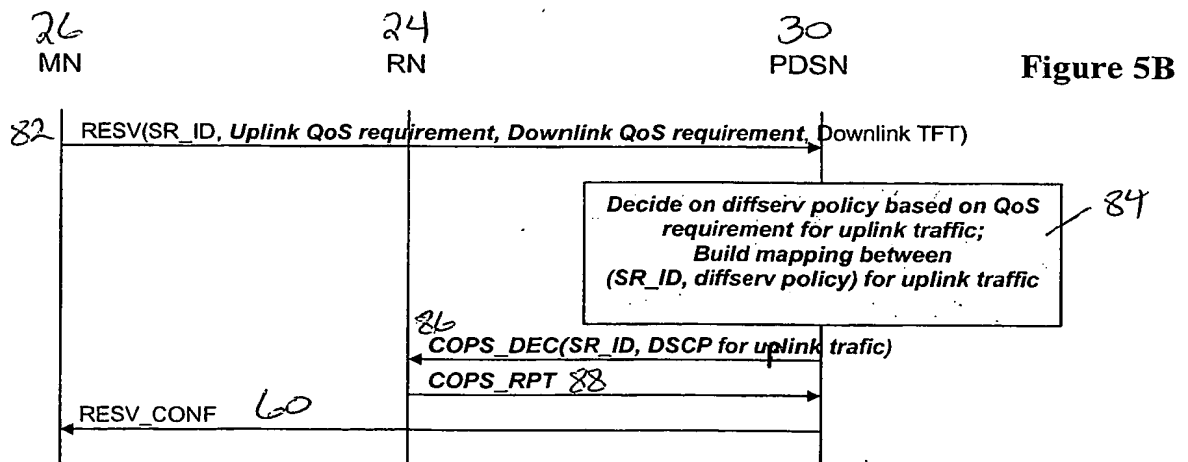 26 24 30
MN RN PDSN Figure 5B
82 RESV(SR_ID, Uplink QoS requirement, Downlink QoS requirement, Downlink TFT)
Decide on diffserv policy based on QoS
requirement for uplink traffic;
Build mapping between
(SR_ID, diffserv policy) for uplink traffic
84
86
COPS_DEC(SR_ID, DSCP for uplink trafic)
COPS_RPT 88
RESV_CONF 60